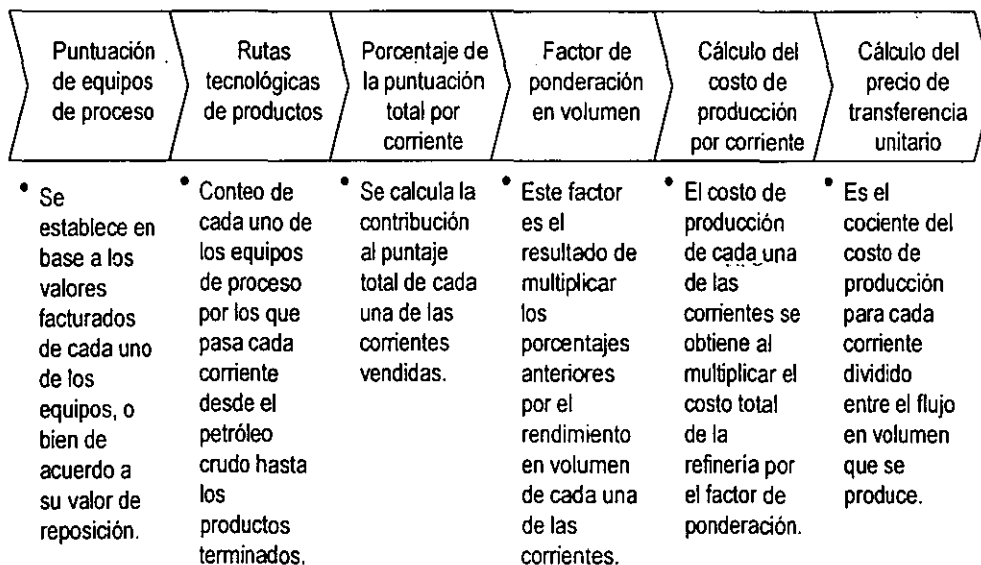 Puntuación
de equipos
de proceso
Rutas
tecnológicas
de productos
Porcentaje de
la puntuación
total por
corriente
Factor de
ponderación
en volumen
Cálculo del
costo de
producción
por corriente
Cálculo del
precio de
transferencia
unitario
• Se
establece en
base a los
valores
facturados
de cada uno
de los
equipos, o
bien de
acuerdo a
su valor de
reposición.
• Conteo de
cada uno de
los equipos
de proceso
por los que
pasa cada
corriente
desde el
petróleo
crudo hasta
los
productos
terminados.
• Se calcula la
contribución
al puntaje
total de cada
una de las
corrientes
vendidas.
• Este factor
es el
resultado de
multiplicar
los
porcentajes
anteriores
por el
rendimiento
en volumen
de cada una
de las
corrientes.
• El costo de
producción
de cada una
de las
corrientes se
obtiene al
multiplicar el
costo total
de la
refinería por
el factor de
ponderación.
• Es el
cociente del
costo de
producción
para cada
corriente
dividido
entre el flujo
en volumen
que se
produce.